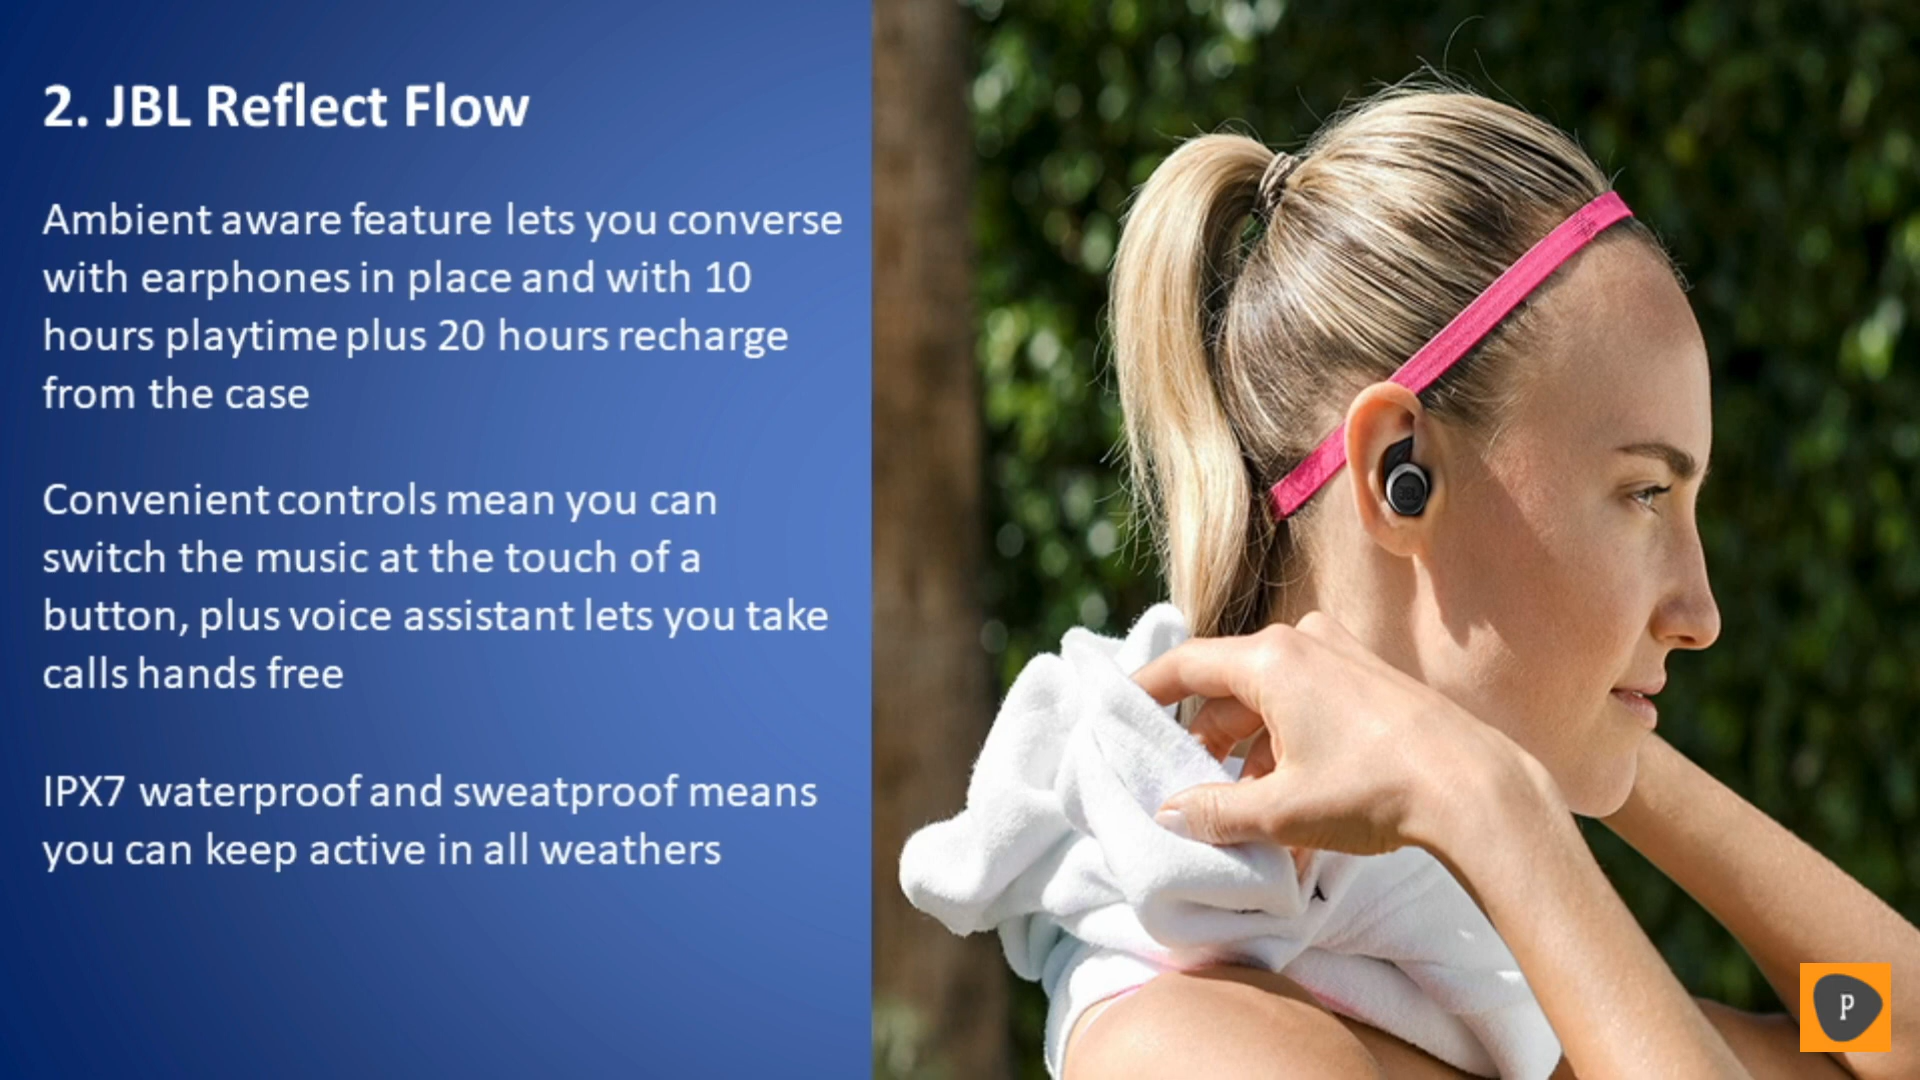 2. JBL Reflect Flow
Ambient aware feature lets you converse
with earphones in place and with 10
hours playtime plus 20 hours recharge
from the case
Convenient controls mean you can
switch the music at the touch of a
button, plus voice assistant lets you take
calls hands free
IPX7 waterproof and sweatproof means
you can keep active in all weathers
JBL
P